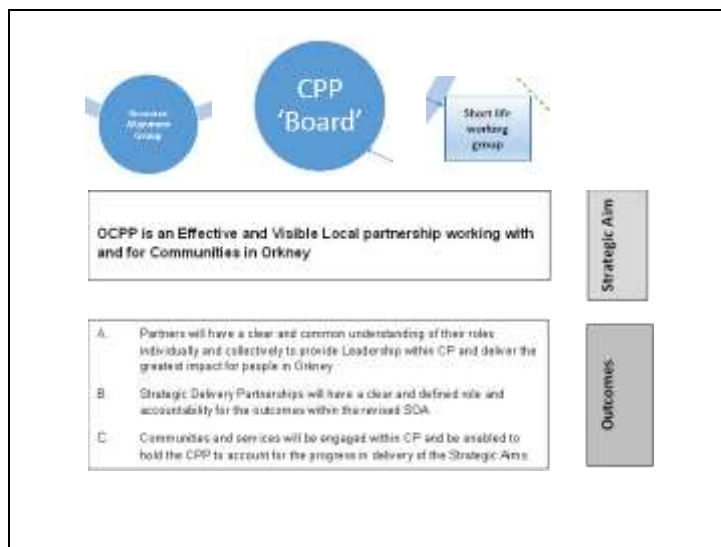 Resource
Alignment
Group
CPP
'Board'
Short life
working
group
OCPP is an Effective and Visible Local partnership working with
and for Communities in Orkney
Strategic Aim
A. Partners will have a clear and common understanding of their roles
individually and collectively to provide Leadership within CP and deliver the
greatest impact for people in Orkney
B. Strategic Delivery Partnerships will have a clear and defined role and
accountability for the outcomes within the revised SOA
C. Communities and services will be engaged within CP and be enabled to
hold the CPP to account for the progress in delivery of the Strategic Aims
Outcomes